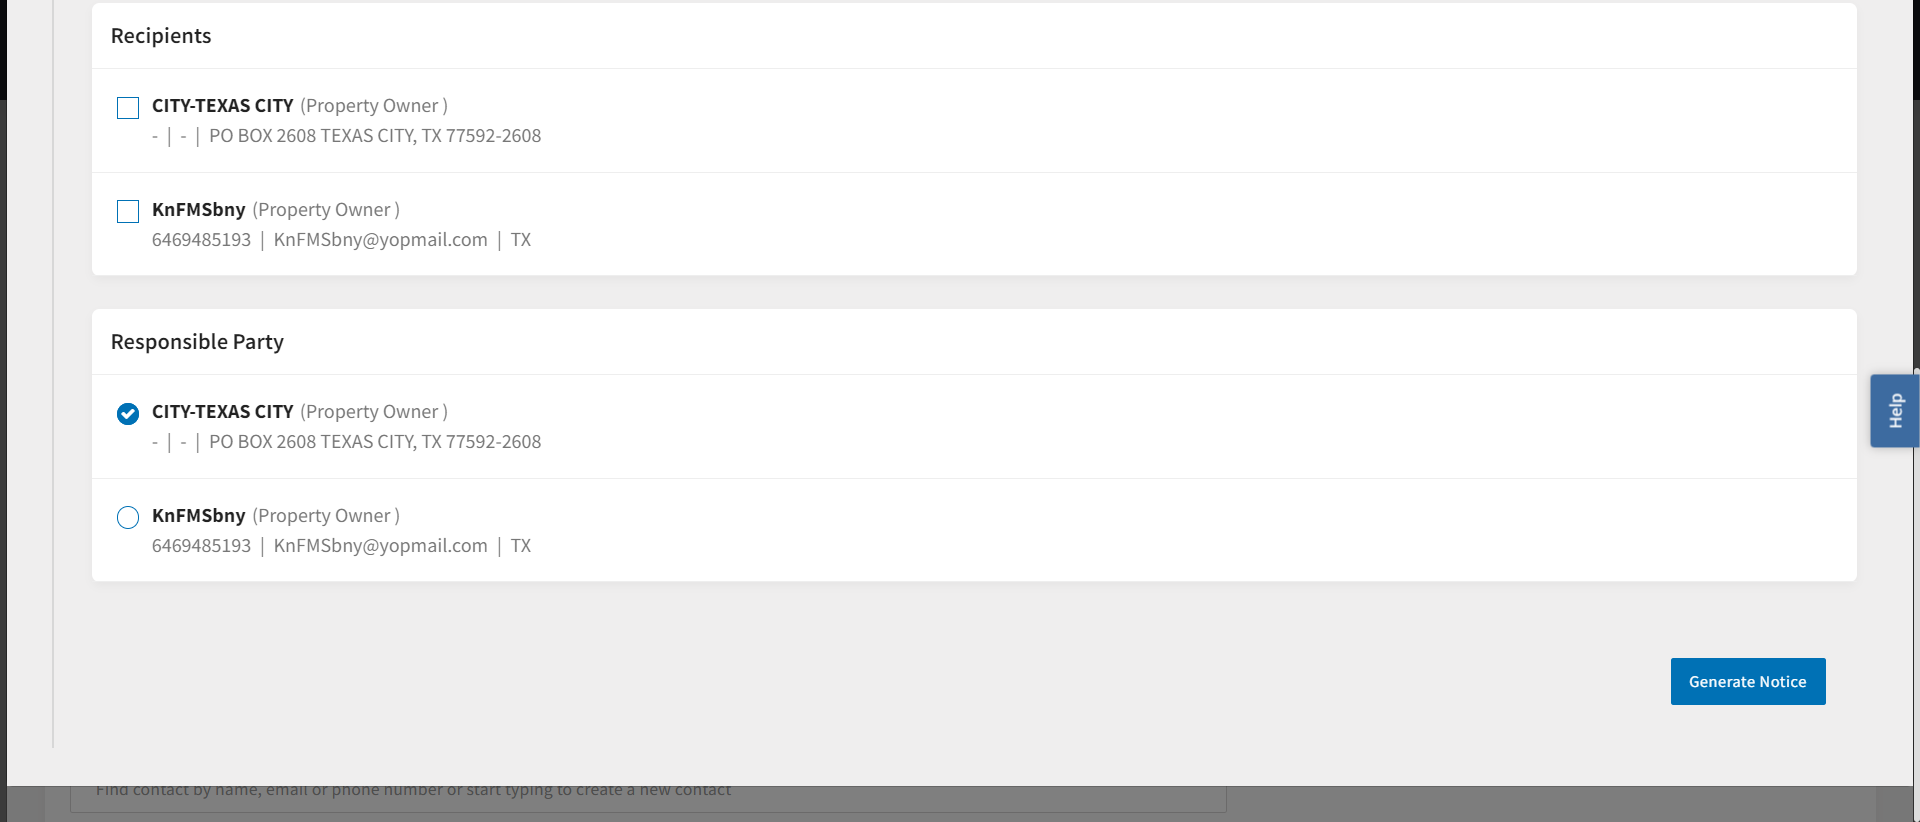 Recipients
CITY-TEXAS CITY (Property Owner )
- | - | PO BOX 2608 TEXAS CITY, TX 77592-2608
KnFMSbny (Property Owner )
6469485193 | KnFMSbny@yopmail.com | TX
Responsible Party
CITY-TEXAS CITY (Property Owner )
- | - | PO BOX 2608 TEXAS CITY, TX 77592-2608
Help
KnFMSbny (Property Owner )
6469485193 | KnFMSbny@yopmail.com | TX
Generate Notice
Find contact by name, email or phone number or start typing to create a new contact